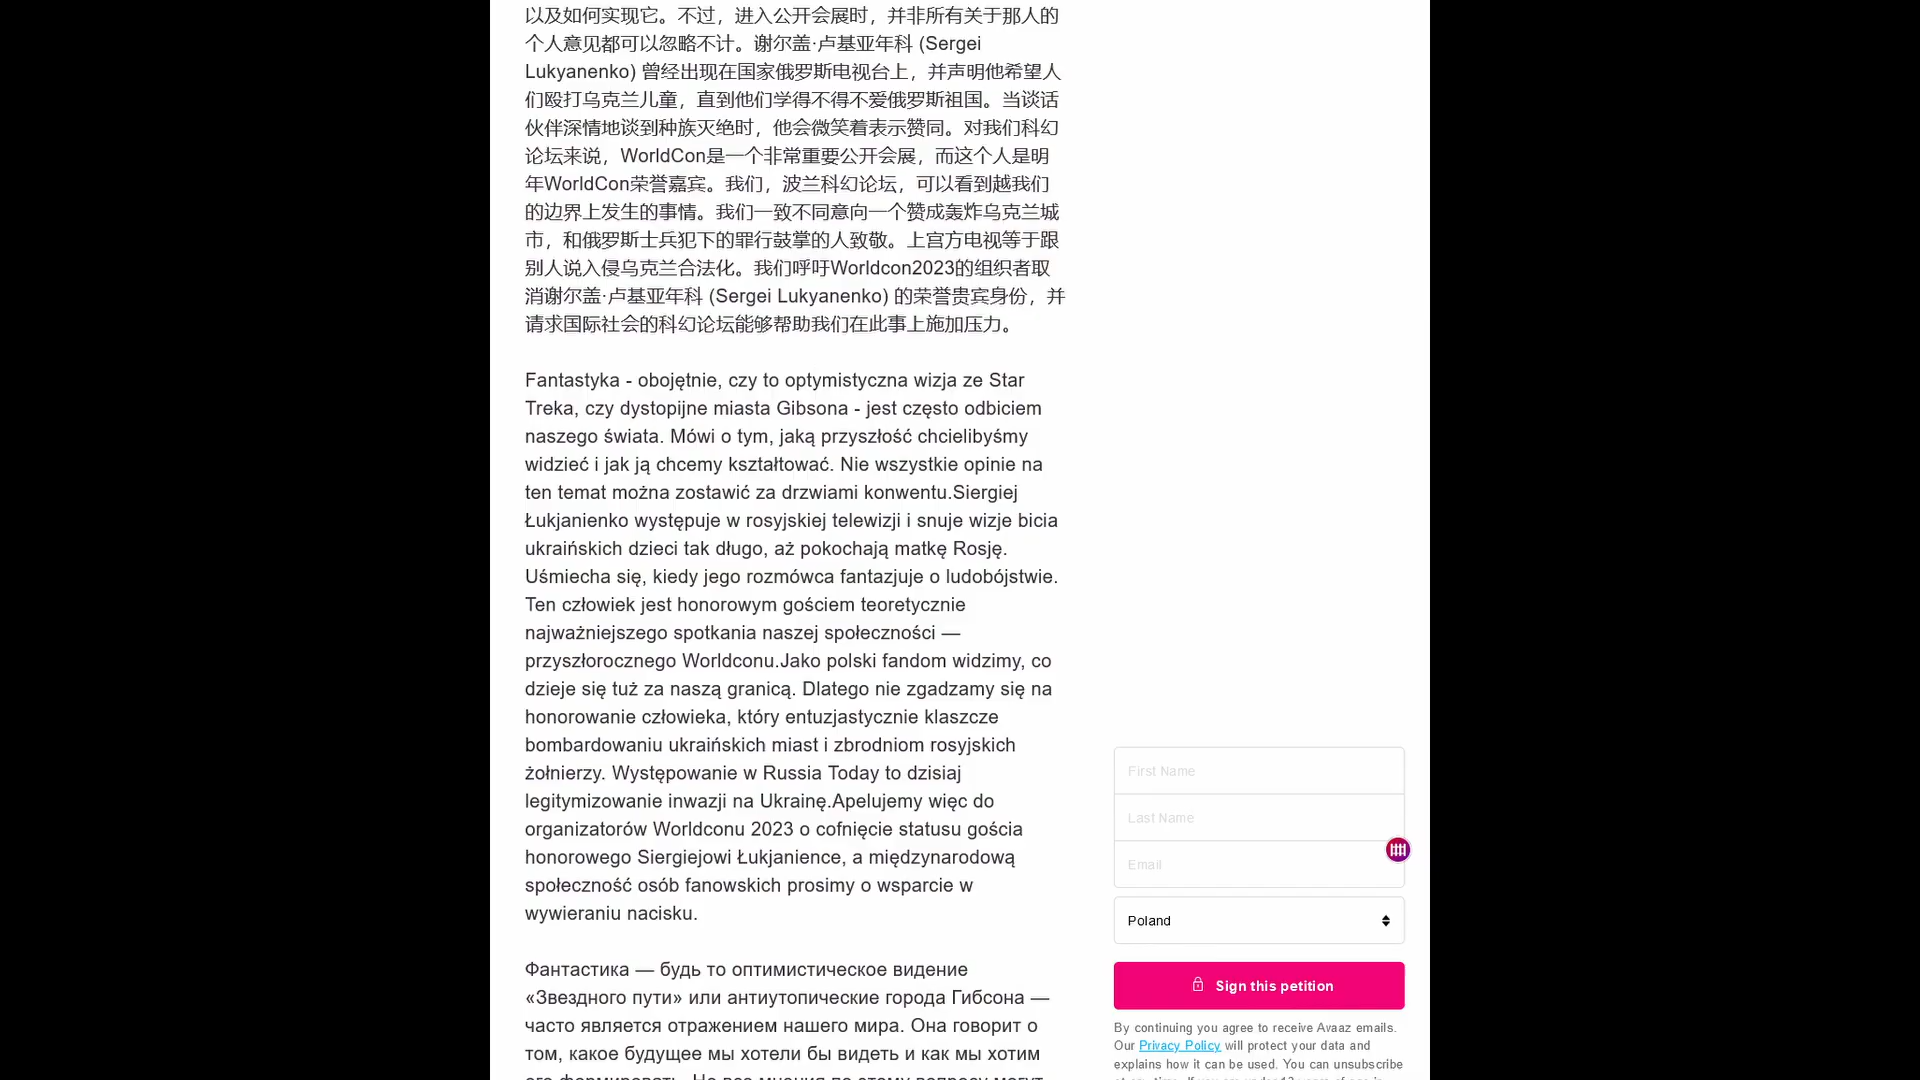 以及如何实现它。不过，进入公开会展时，并非所有关于那人的
个人意见都可以忽略不计。谢尔盖·卢基亚年科 (Sergei
Lukyanenko) 曾经出现在国家俄罗斯电视台上，并声明他希望人
们殴打乌克兰儿童，直到他们学得不得不爱俄罗斯祖国。当谈话
伙伴深情地谈到种族灭绝时，他会微笑着表示赞同。对我们科幻
论坛来说，WorldCon是一个非常重要公开会展，而这个人是明
年WorldCon荣誉嘉宾。我们，波兰科幻论坛，可以看到越我们
的边界上发生的事情。我们一致不同意向一个赞成轰炸乌克兰城
市，和俄罗斯士兵犯下的罪行鼓掌的人致敬。上官方电视等于跟
别人说入侵乌克兰合法化。我们呼吁Worldcon2023的组织者取
消谢尔盖·卢基亚年科 (Sergei Lukyanenko) 的荣誉贵宾身份，并
请求国际社会的科幻论坛能够帮助我们在此事上施加压力。
Fantastyka - obojętnie, czy to optymistyczna wizja ze Star
Treka, czy dystopijne miasta Gibsona - jest często odbiciem
naszego świata. Mówi o tym, jaką przyszłość chcielibyśmy
widzieć i jak ją chcemy kształtować. Nie wszystkie opinie na
ten temat można zostawić za drzwiami konwentu.Siergiej
Łukjanienko występuje w rosyjskiej telewizji i snuje wizje bicia
ukraińskich dzieci tak długo, aż pokochają matkę Rosję.
Uśmiecha się, kiedy jego rozmówca fantazjuje o ludobójstwie.
Ten człowiek jest honorowym gościem teoretycznie
najważniejszego spotkania naszej społeczności —
przyszłorocznego Worldconu.Jako polski fandom widzimy, co
dzieje się tuż za naszą granicą. Dlatego nie zgadzamy się na
honorowanie człowieka, który entuzjastycznie klaszcze
bombardowaniu ukraińskich miast i zbrodniom rosyjskich
żołnierzy. Występowanie w Russia Today to dzisiaj
legitymizowanie inwazji na Ukrainę.Apelujemy więc do
organizatorów Worldconu 2023 o cofnięcie statusu gościa
honorowego Siergiejowi Łukjanience, a międzynarodową
społeczność osób fanowskich prosimy o wsparcie w
wywieraniu nacisku.
Фантастика — будь то оптимистическое видение
«Звездного пути» или антиутопические города Гибсона —
часто является отражением нашего мира. Она говорит о
том, какое будущее мы хотели бы видеть и как мы хотим
его формировать. Но все мнения по этому вопросу могут
First Name
Last Name
Email
Poland
Sign this petition
By continuing you agree to receive Avaaz emails.
Our Privacy Policy will protect your data and
explains how it can be used. You can unsubscribe